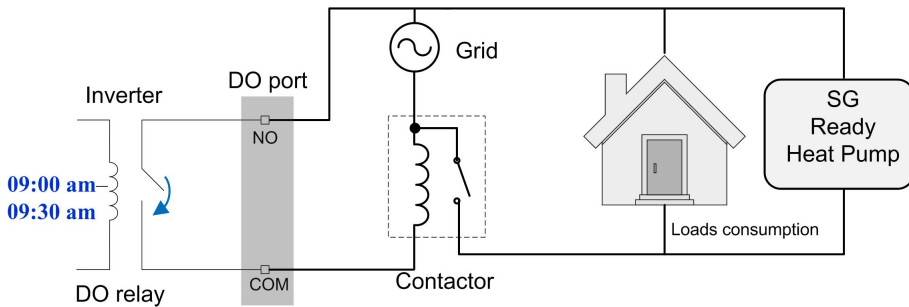 Grid
DO port
Inverter
NO
SG
Ready
Heat Pump
09:00 am
09:30 am
Loads consumption
COM
Contactor
DO relay